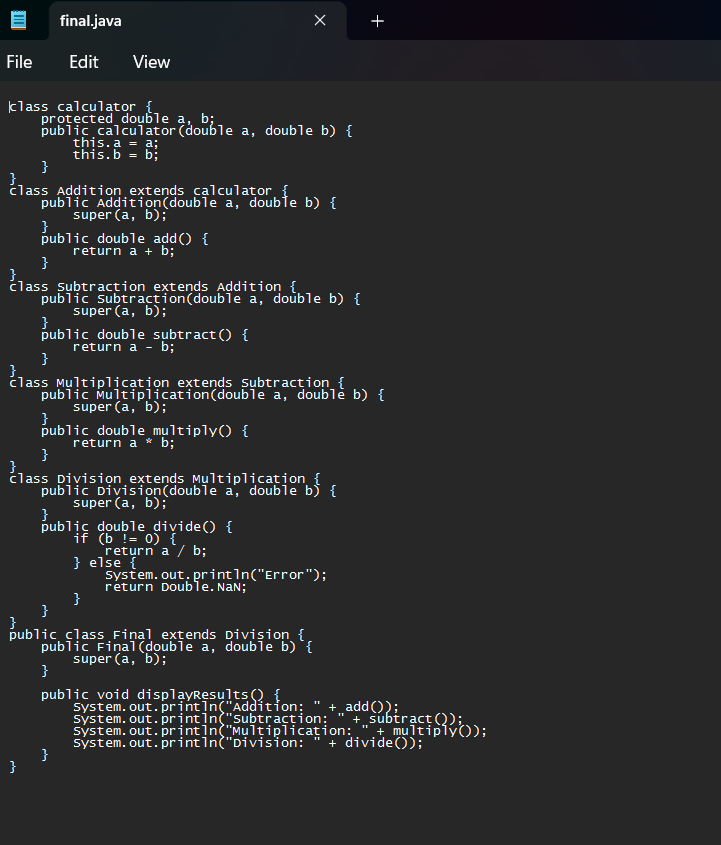 final.java
File Edit View
class calculator {
    protected double a, b;
    public calculator(double a, double b) {
        this.a = a;
        this.b = b;
    }
}
class Addition extends calculator {
    public Addition(double a, double b) {
        super(a, b);
    }
    public double add() {
        return a + b;
    }
}
class Subtraction extends Addition {
    public Subtraction(double a, double b) {
        super(a, b);
    }
    public double subtract() {
        return a - b;
    }
}
class Multiplication extends Subtraction {
    public Multiplication(double a, double b) {
        super(a, b);
    }
    public double multiply() {
        return a * b;
    }
}
class Division extends Multiplication {
    public Division(double a, double b) {
        super(a, b);
    }
    public double divide() {
        if (b != 0) {
            return a / b;
        } else {
            System.out.println("Error");
            return Double.NaN;
        }
    }
}
public class Final extends Division {
    public Final(double a, double b) {
        super(a, b);
    }

    public void displayResults() {
        System.out.println("Addition: " + add());
        System.out.println("Subtraction: " + subtract());
        System.out.println("Multiplication: " + multiply());
        System.out.println("Division: " + divide());
    }
}